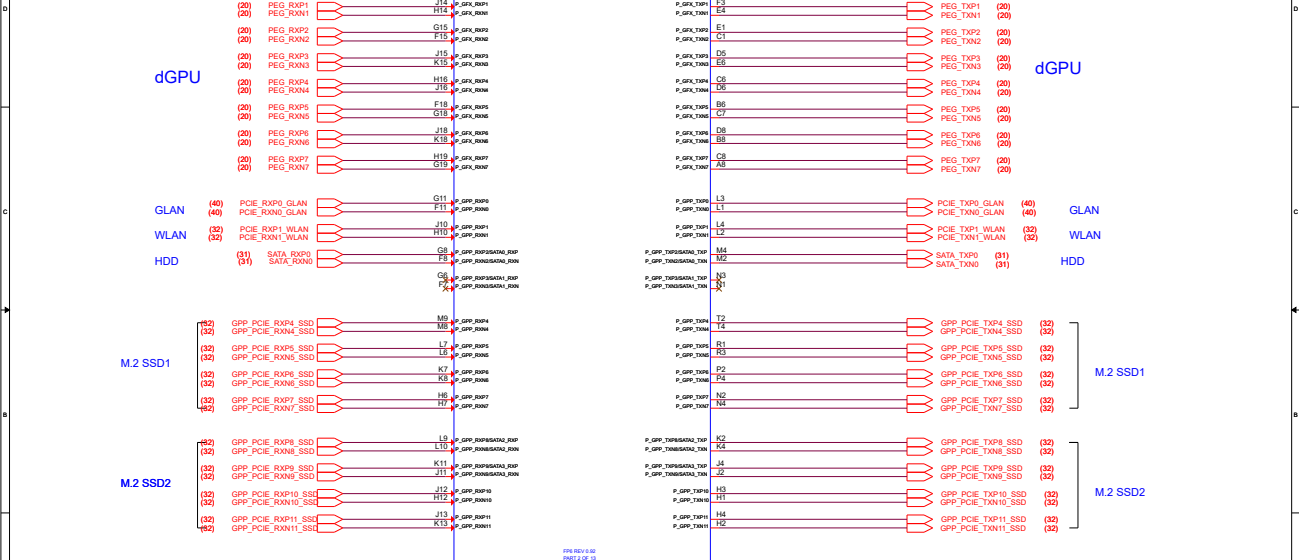 D D
(20) PEG_RXP1 J14 P_GFX_RXP1 P_GFX_TXP1 F3 PEG_TXP1 (20)
(20) PEG_RXN1 H14 P_GFX_RXN1 P_GFX_TXN1 E4 PEG_TXN1 (20)
(20) PEG_RXP2 G15 P_GFX_RXP2 P_GFX_TXP2 E1 PEG_TXP2 (20)
(20) PEG_RXN2 F15 P_GFX_RXN2 P_GFX_TXN2 C1 PEG_TXN2 (20)
(20) PEG_RXP3 J15 P_GFX_RXP3 P_GFX_TXP3 D5 PEG_TXP3 (20)
(20) PEG_RXN3 K15 P_GFX_RXN3 P_GFX_TXN3 E6 PEG_TXN3 (20)
dGPU dGPU
(20) PEG_RXP4 H16 P_GFX_RXP4 P_GFX_TXP4 C6 PEG_TXP4 (20)
(20) PEG_RXN4 J16 P_GFX_RXN4 P_GFX_TXN4 D6 PEG_TXN4 (20)
(20) PEG_RXP5 F18 P_GFX_RXP5 P_GFX_TXP5 B6 PEG_TXP5 (20)
(20) PEG_RXN5 G18 P_GFX_RXN5 P_GFX_TXN5 C7 PEG_TXN5 (20)
(20) PEG_RXP6 J18 P_GFX_RXP6 P_GFX_TXP6 D8 PEG_TXP6 (20)
(20) PEG_RXN6 K18 P_GFX_RXN6 P_GFX_TXN6 B8 PEG_TXN6 (20)
(20) PEG_RXP7 H19 P_GFX_RXP7 P_GFX_TXP7 C8 PEG_TXP7 (20)
(20) PEG_RXN7 G19 P_GFX_RXN7 P_GFX_TXN7 A8 PEG_TXN7 (20)
(40) PCIE_RXP0_GLAN G11 P_GPP_RXP0 P_GPP_TXP0 L3 PCIE_TXP0_GLAN (40)
C GLAN (40) PCIE_RXN0_GLAN F11 P_GPP_RXN0 P_GPP_TXN0 L1 PCIE_TXN0_GLAN (40) GLAN C
(32) PCIE_RXP1_WLAN J10 P_GPP_RXP1 P_GPP_TXP1 L4 PCIE_TXP1_WLAN (32)
WLAN (32) PCIE_RXN1_WLAN H10 P_GPP_RXN1 P_GPP_TXN1 L2 PCIE_TXN1_WLAN (32) WLAN
(31) SATA_RXP0 G8 P_GPP_RXP2/SATA0_RXP P_GPP_TXP2/SATA0_TXP M4 SATA_TXP0 (31)
HDD (31) SATA_RXN0 F8 P_GPP_RXN2/SATA0_RXN P_GPP_TXN2/SATA0_TXN M2 SATA_TXN0 (31) HDD
G6 P_GPP_RXP3/SATA1_RXP P_GPP_TXP3/SATA1_TXP N3
F7 P_GPP_RXN3/SATA1_RXN P_GPP_TXN3/SATA1_TXN N1
(32) GPP_PCIE_RXP4_SSD M9 P_GPP_RXP4 P_GPP_TXP4 T2 GPP_PCIE_TXP4_SSD (32)
(32) GPP_PCIE_RXN4_SSD M8 P_GPP_RXN4 P_GPP_TXN4 T4 GPP_PCIE_TXN4_SSD (32)
(32) GPP_PCIE_RXP5_SSD L7 P_GPP_RXP5 P_GPP_TXP5 R1 GPP_PCIE_TXP5_SSD (32)
(32) GPP_PCIE_RXN5_SSD L6 P_GPP_RXN5 P_GPP_TXN5 R3 GPP_PCIE_TXN5_SSD (32)
M.2 SSD1 M.2 SSD1
(32) GPP_PCIE_RXP6_SSD K7 P_GPP_RXP6 P_GPP_TXP6 P2 GPP_PCIE_TXP6_SSD (32)
(32) GPP_PCIE_RXN6_SSD K8 P_GPP_RXN6 P_GPP_TXN6 P4 GPP_PCIE_TXN6_SSD (32)
(32) GPP_PCIE_RXP7_SSD H6 P_GPP_RXP7 P_GPP_TXP7 N2 GPP_PCIE_TXP7_SSD (32)
(32) GPP_PCIE_RXN7_SSD H7 P_GPP_RXN7 P_GPP_TXN7 N4 GPP_PCIE_TXN7_SSD (32)
B B
(32) GPP_PCIE_RXP8_SSD L9 P_GPP_RXP8/SATA2_RXP P_GPP_TXP8/SATA2_TXP K2 GPP_PCIE_TXP8_SSD (32)
(32) GPP_PCIE_RXN8_SSD L10 P_GPP_RXN8/SATA2_RXN P_GPP_TXN8/SATA2_TXN K4 GPP_PCIE_TXN8_SSD (32)
(32) GPP_PCIE_RXP9_SSD K11 P_GPP_RXP9/SATA3_RXP P_GPP_TXP9/SATA3_TXP J4 GPP_PCIE_TXP9_SSD (32)
(32) GPP_PCIE_RXN9_SSD J11 P_GPP_RXN9/SATA3_RXN P_GPP_TXN9/SATA3_TXN J2 GPP_PCIE_TXN9_SSD (32)
M.2 SSD2 M.2 SSD2
(32) GPP_PCIE_RXP10_SSD J12 P_GPP_RXP10 P_GPP_TXP10 H3 GPP_PCIE_TXP10_SSD (32)
(32) GPP_PCIE_RXN10_SSD H12 P_GPP_RXN10 P_GPP_TXN10 H1 GPP_PCIE_TXN10_SSD (32)
(32) GPP_PCIE_RXP11_SSD J13 P_GPP_RXP11 P_GPP_TXP11 H4 GPP_PCIE_TXP11_SSD (32)
(32) GPP_PCIE_RXN11_SSD K13 P_GPP_RXN11 P_GPP_TXN11 H2 GPP_PCIE_TXN11_SSD (32)
FP6 REV 0.92
PART 2 OF 13